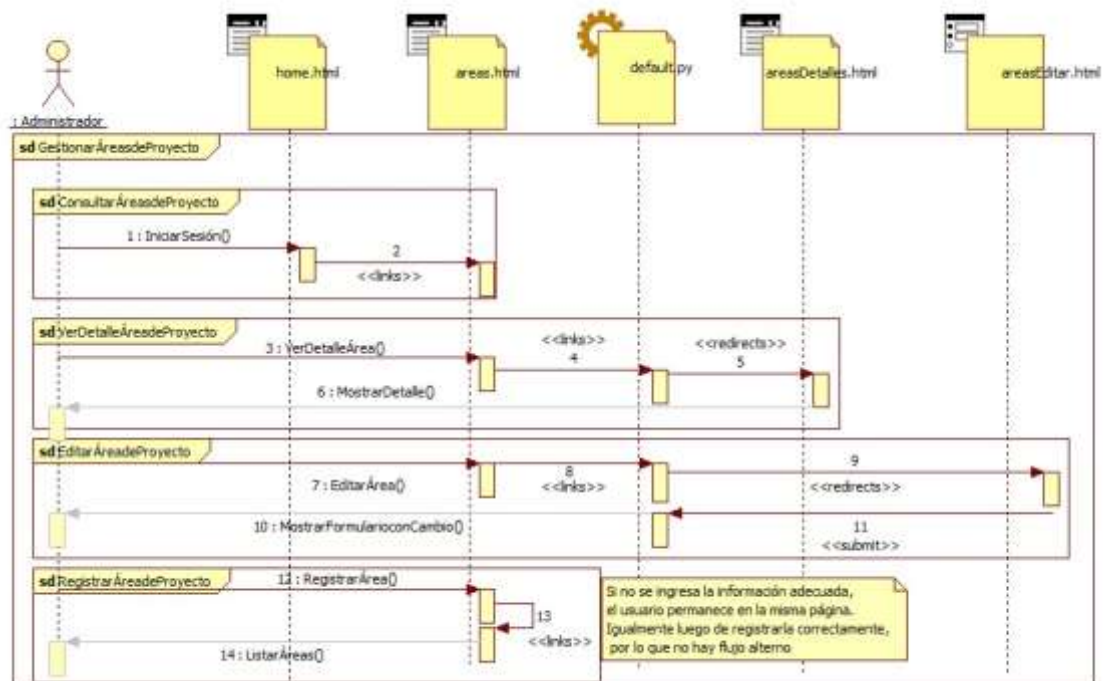 home.html
areas.html
default.py
areasDetalles.html
areasEditar.html
: Administrador
sd GestionarÁreasdeProyecto
sd ConsultarÁreasdeProyecto
1 : IniciarSesión()
2
<<links>>
sd VerDetalleÁreasdeProyecto
3 : VerDetalleÁrea()
<<links>>
4
<<redirects>>
5
6 : MostrarDetalle()
sd EditarÁreadeProyecto
7 : EditarÁrea()
8
<<links>>
9
<<redirects>>
10 : MostrarFormularioconCambio()
11
<<submit>>
sd RegistrarÁreadeProyecto
12 : RegistrarÁrea()
13
<<links>>
14 : ListarÁreas()
Si no se ingresa la información adecuada,
el usuario permanece en la misma página.
Igualmente luego de registrarla correctamente,
por lo que no hay flujo alterno